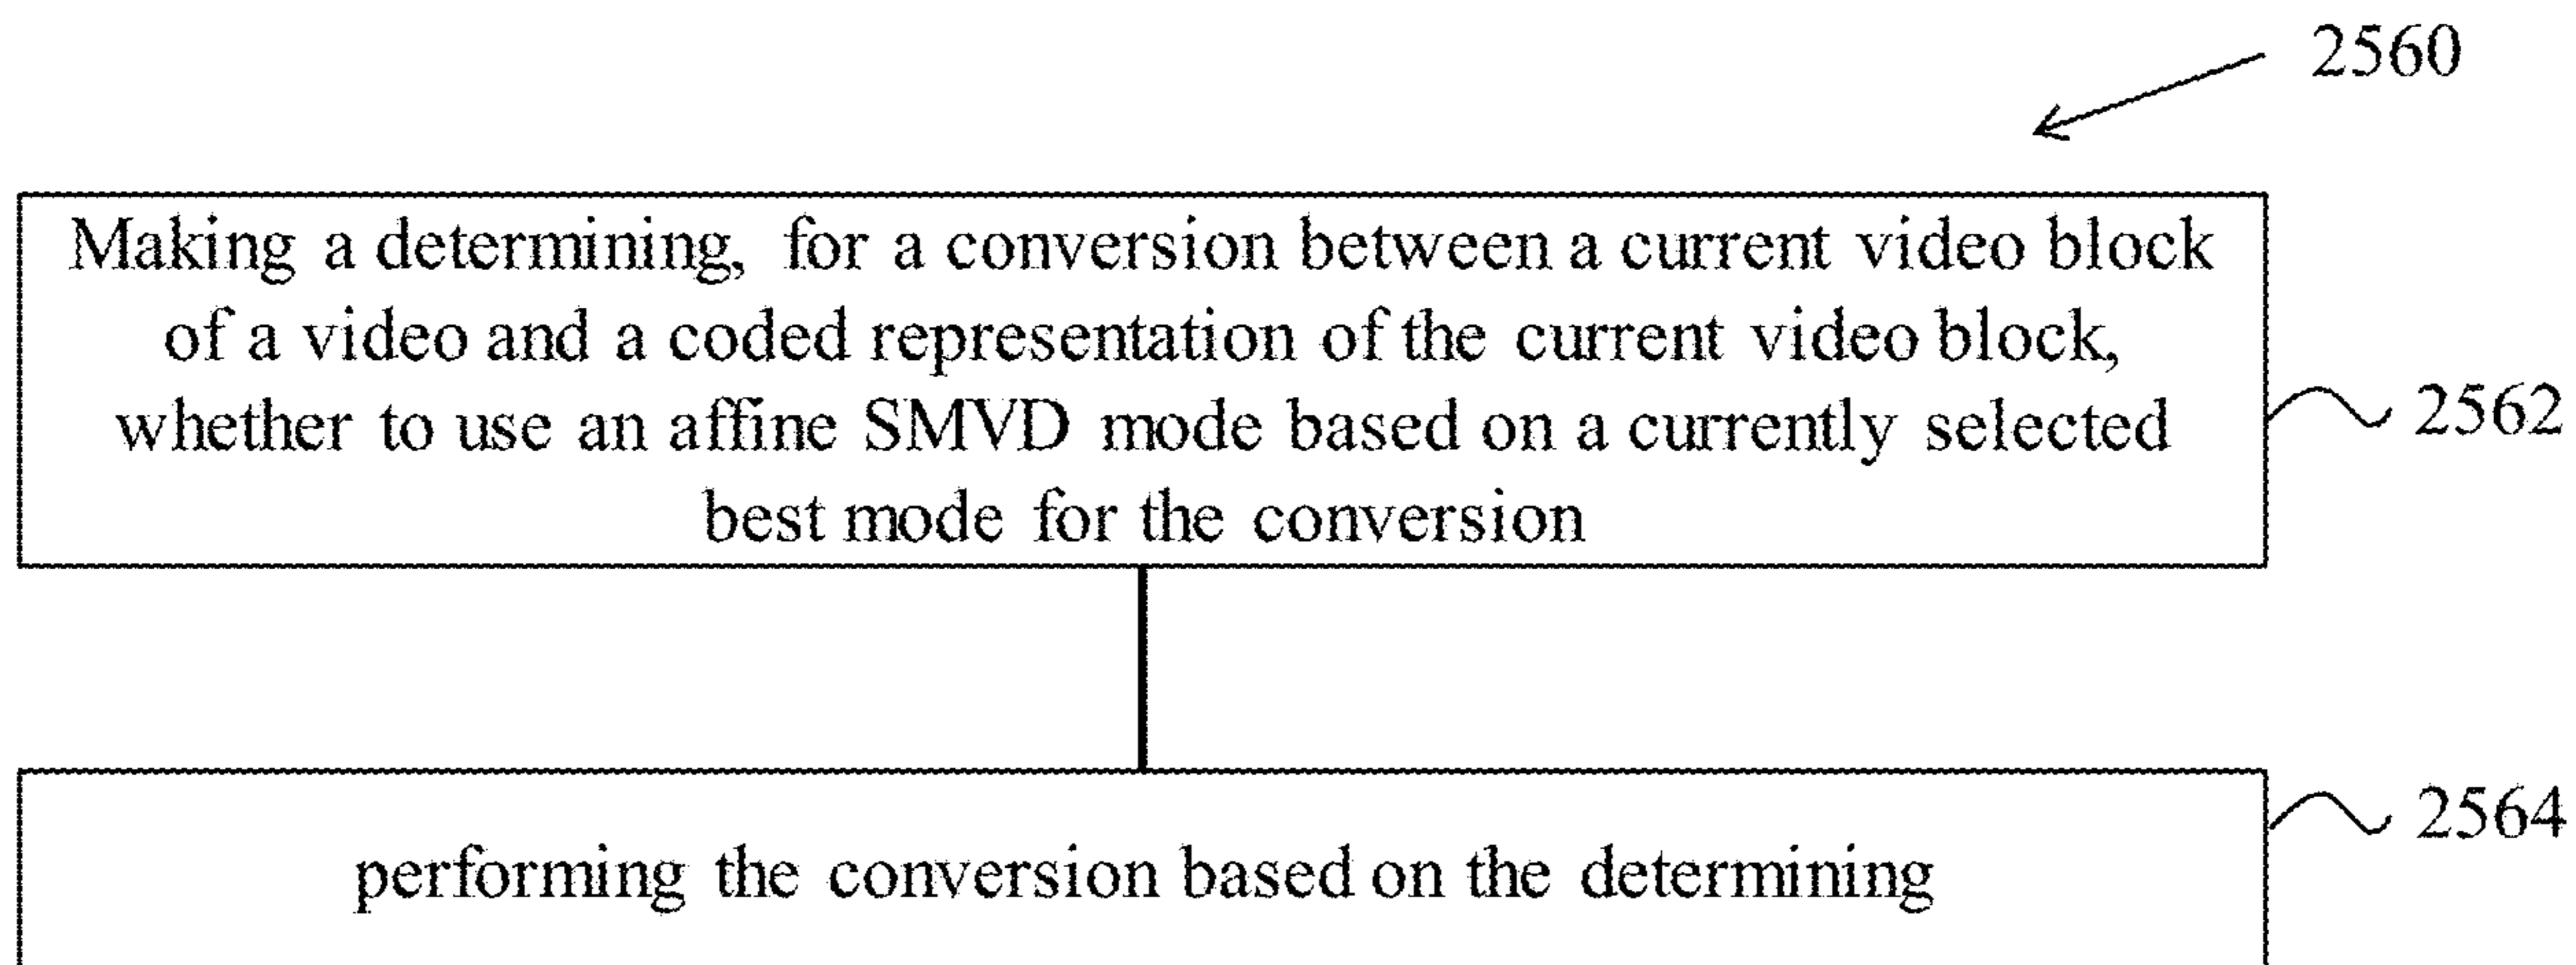 2560
Making a determining, for a conversion between a current video block
of a video and a coded representation of the current video block,
whether to use an affine SMVD mode based on a currently selected
best mode for the conversion
2562
2564
performing the conversion based on the determining